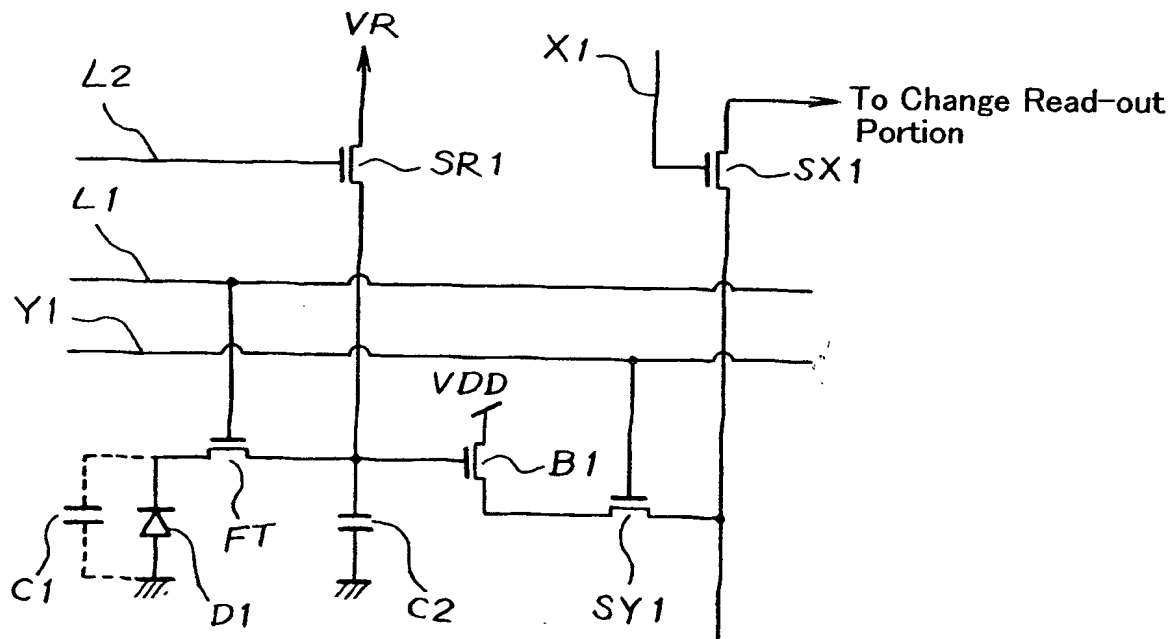 VR
X1
L2
To Change Read-out
Portion
SR1
SX1
L1
Y1
VDD
B1
FT
C1
D1
C2
SY1